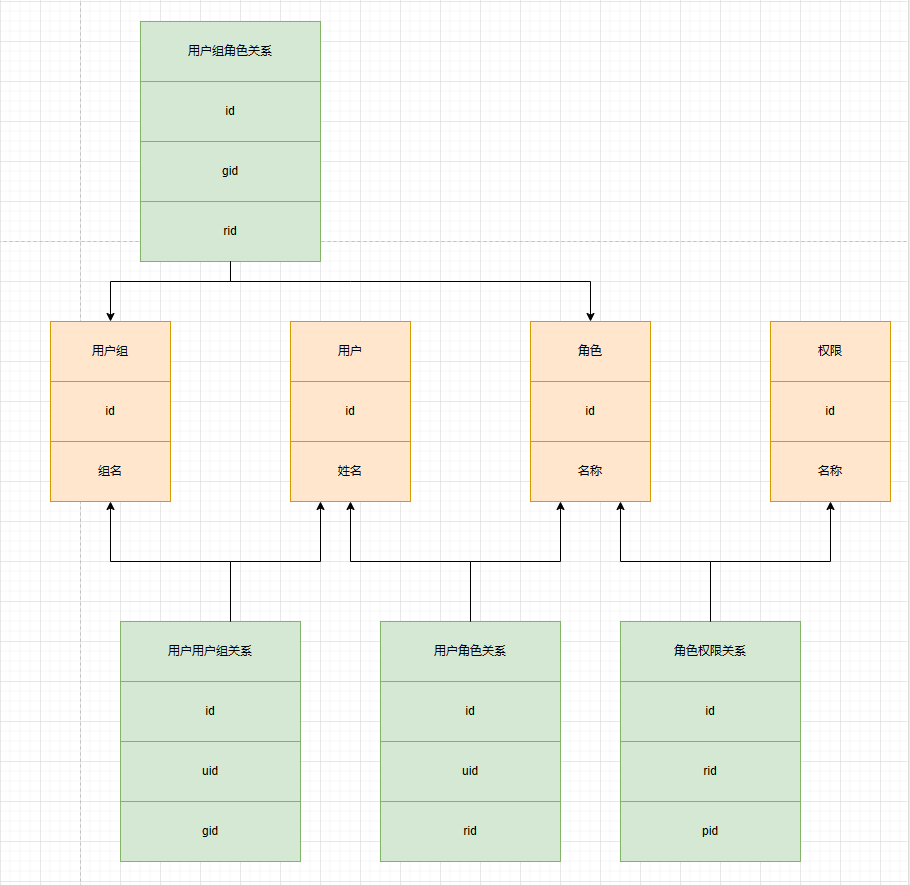 用户组角色关系
id
gid
rid
用户组
id
组名
用户
id
姓名
角色
id
名称
权限
id
名称
用户用户组关系
id
uid
gid
用户角色关系
id
uid
rid
角色权限关系
id
rid
pid